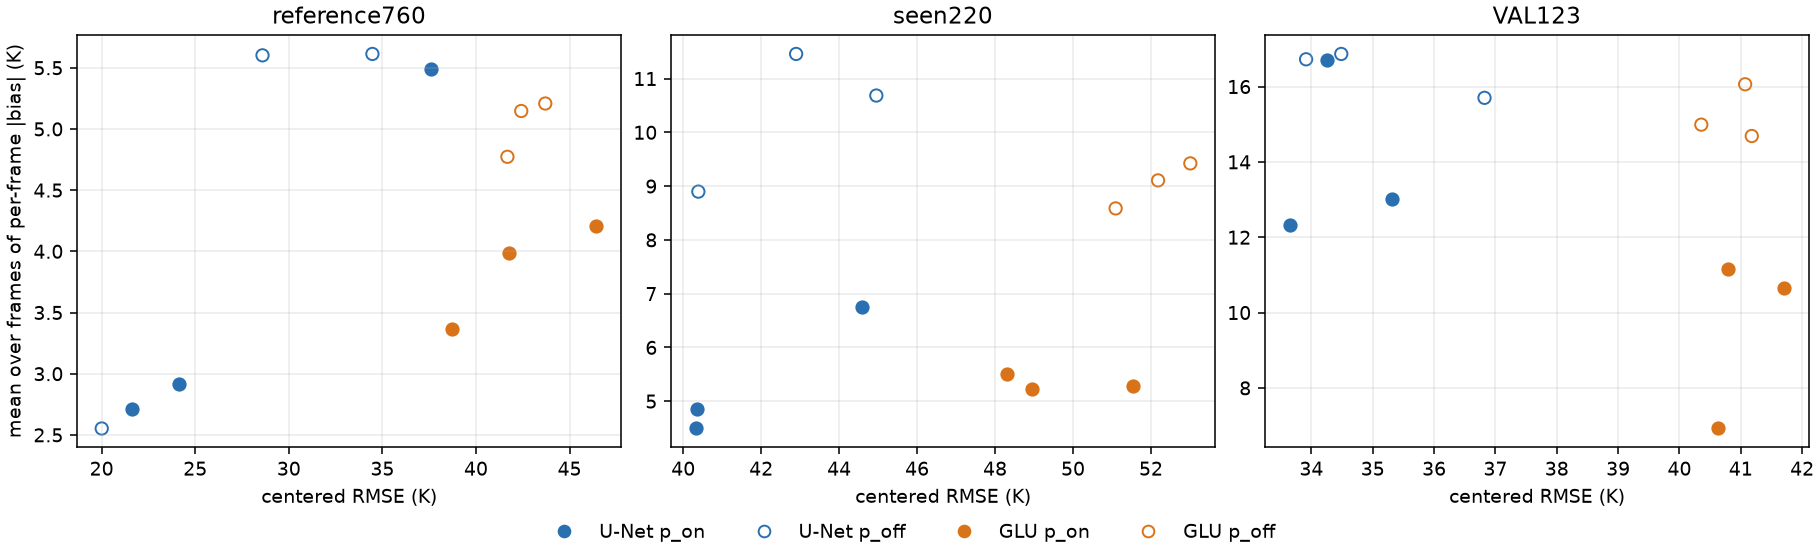 reference760
seen220
VAL123
mean over frames of per-frame |bias| (K)
5.5
5.0
4.5
4.0
3.5
3.0
2.5
20 25 30 35 40 45
centered RMSE (K)
11
10
9
8
7
6
5
40 42 44 46 48 50 52
centered RMSE (K)
16
14
12
10
8
34 35 36 37 38 39 40 41 42
centered RMSE (K)
U-Net p_on U-Net p_off GLU p_on GLU p_off